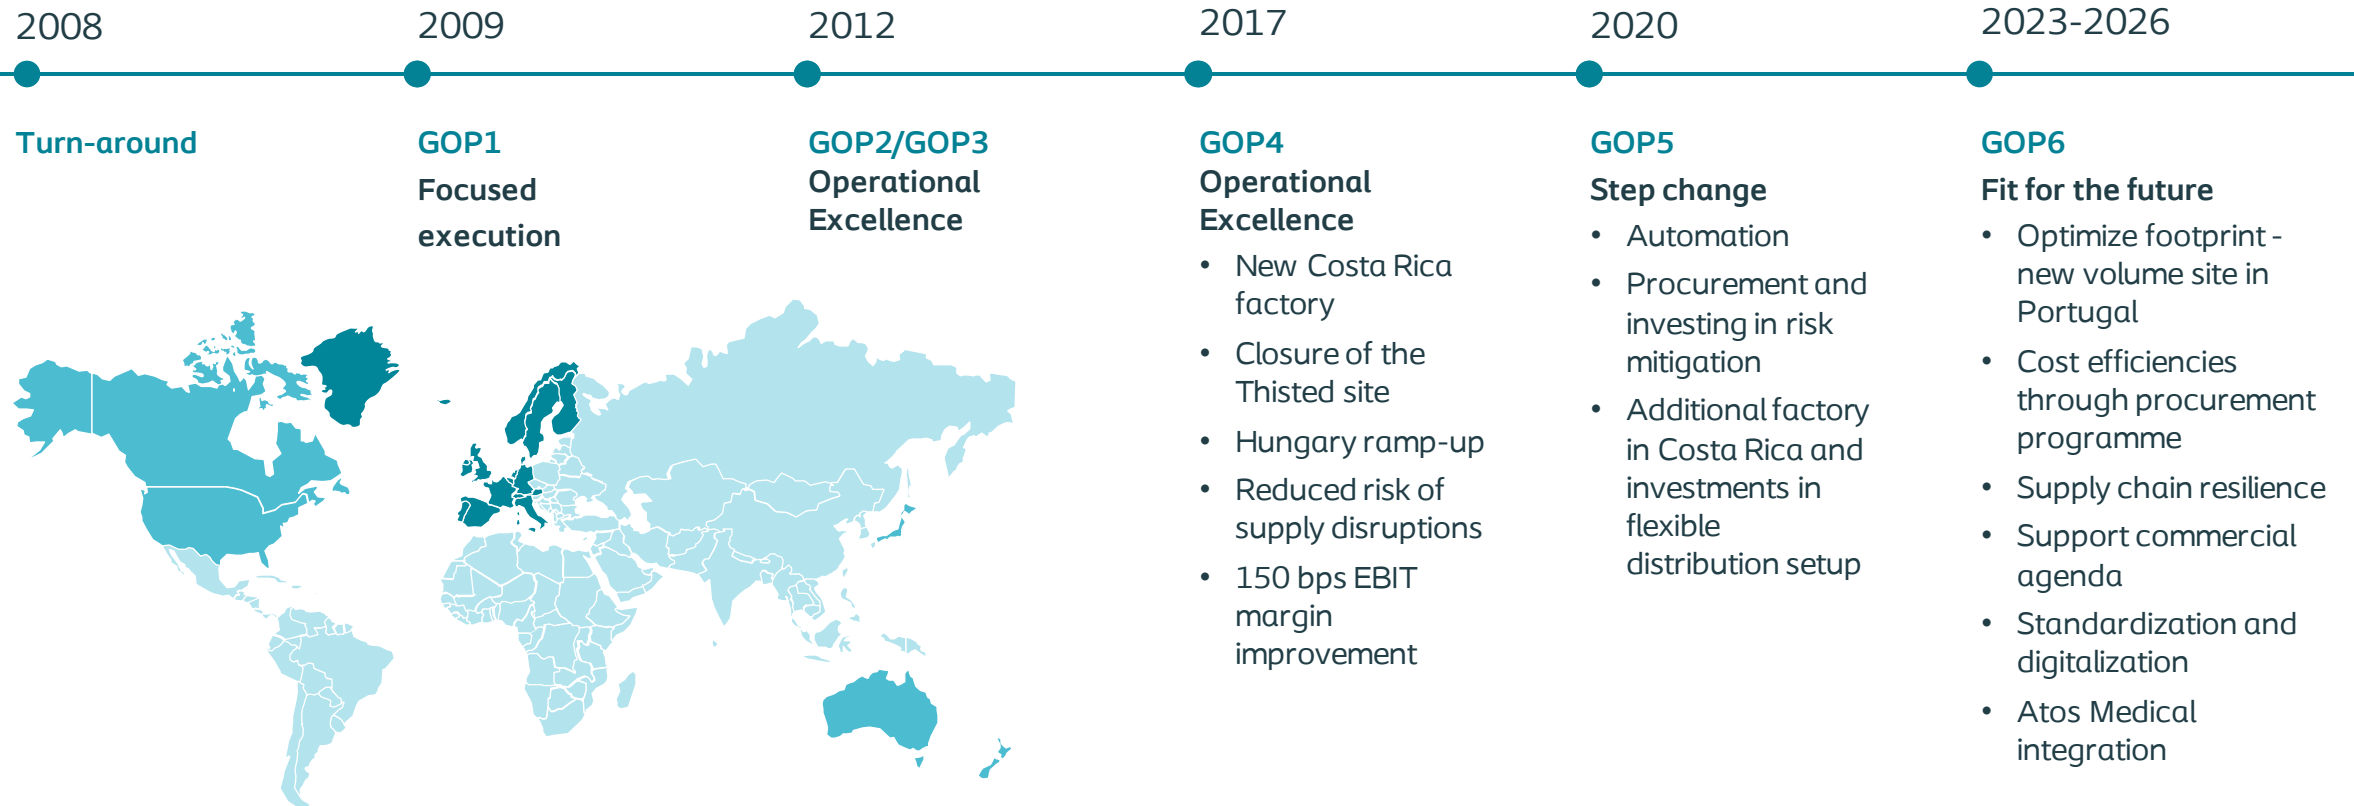 2008
Turn-around
2009
GOP1
Focused
execution
2012
GOP2/GOP3
Operational
Excellence
2017
GOP4
Operational
Excellence
• New Costa Rica
factory
• Closure of the
Thisted site
• Hungary ramp-up
• Reduced risk of
supply disruptions
• 150 bps EBIT
margin
improvement
2020
GOP5
Step change
• Automation
• Procurement and
investing in risk
mitigation
• Additional factory
in Costa Rica and
investments in
flexible
distribution setup
2023-2026
GOP6
Fit for the future
• Optimize footprint -
new volume site in
Portugal
• Cost efficiencies
through procurement
programme
• Supply chain resilience
• Support commercial
agenda
• Standardization and
digitalization
• Atos Medical
integration